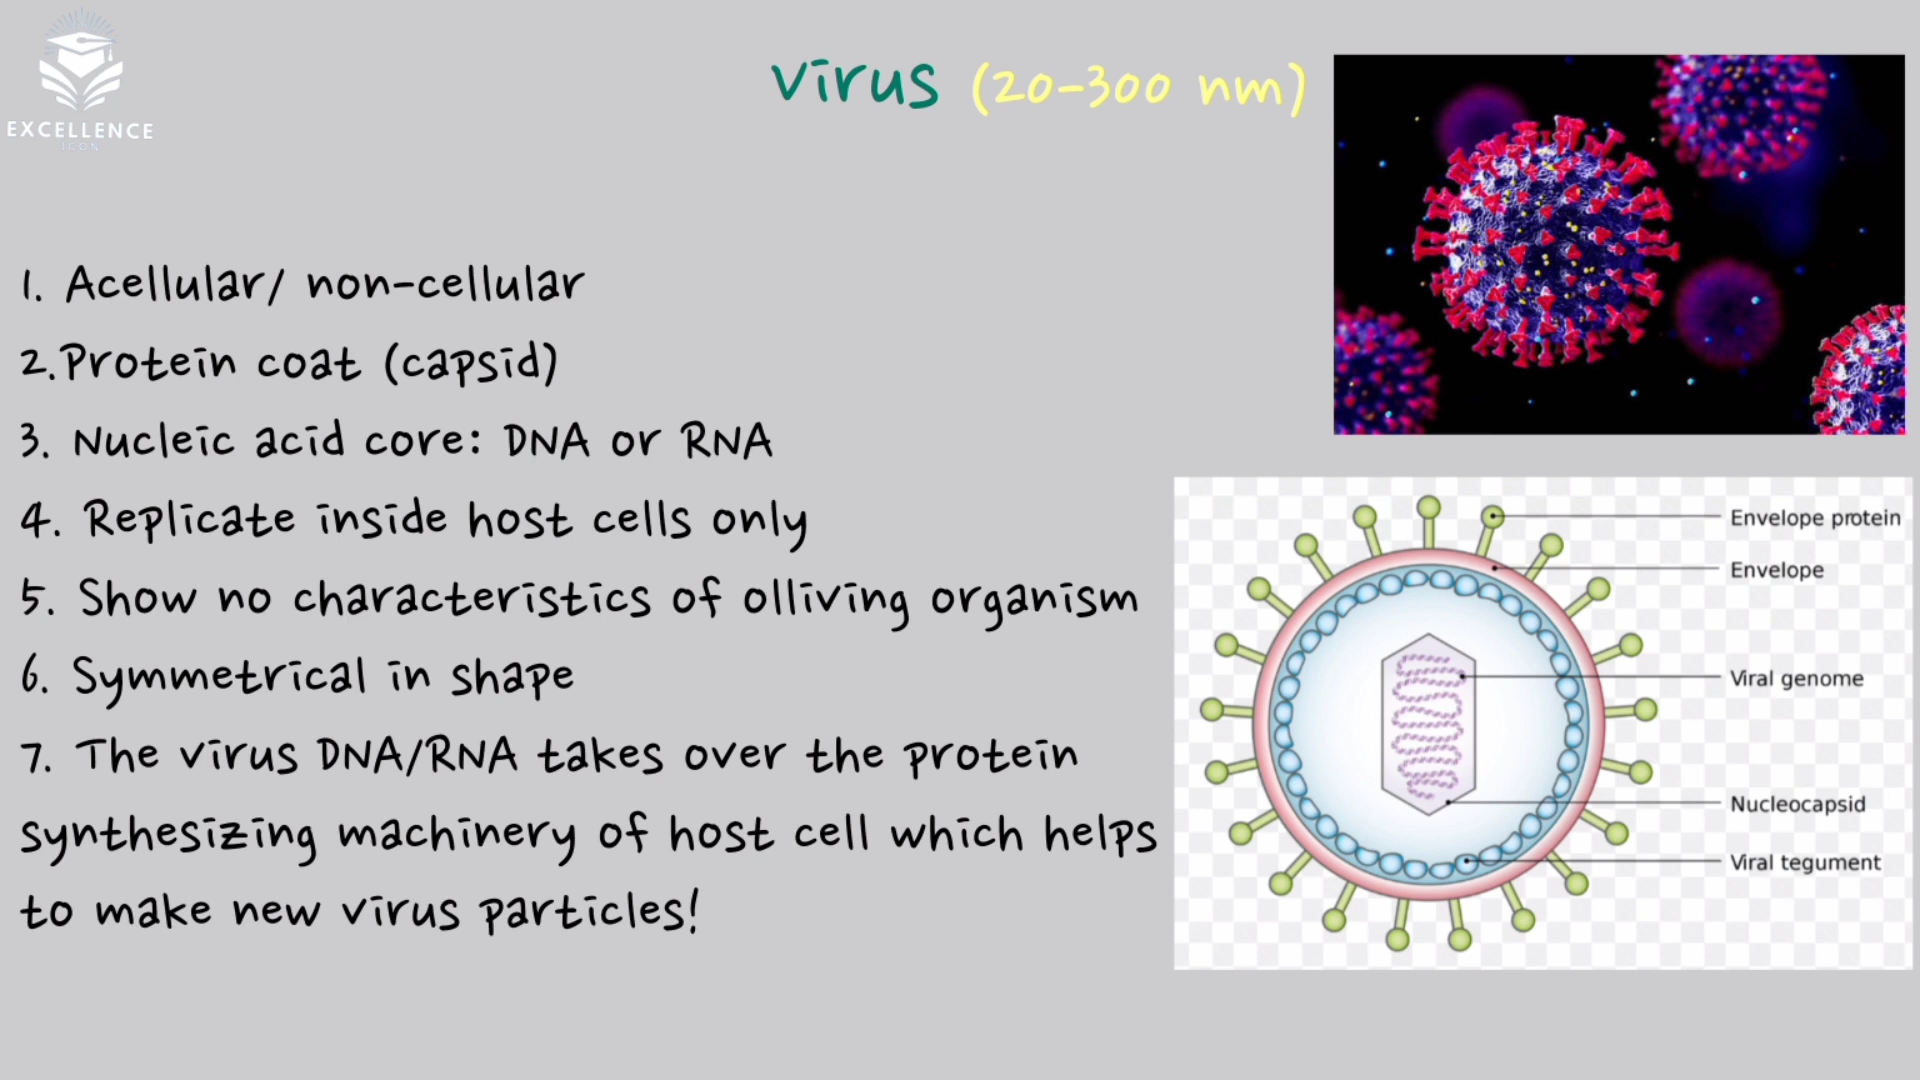 EXCELLENCE
ICON
Virus (20-300 nm)
1. Acellular/ non-cellular
2.Protein coat (capsid)
3. Nucleic acid core: DNA or RNA
4. Replicate inside host cells only
5. Show no characteristics of olliving organism
6. Symmetrical in shape
7. The virus DNA/RNA takes over the protein
synthesizing machinery of host cell which helps
to make new virus particles!
Envelope protein
Envelope
Viral genome
Nucleocapsid
Viral tegument